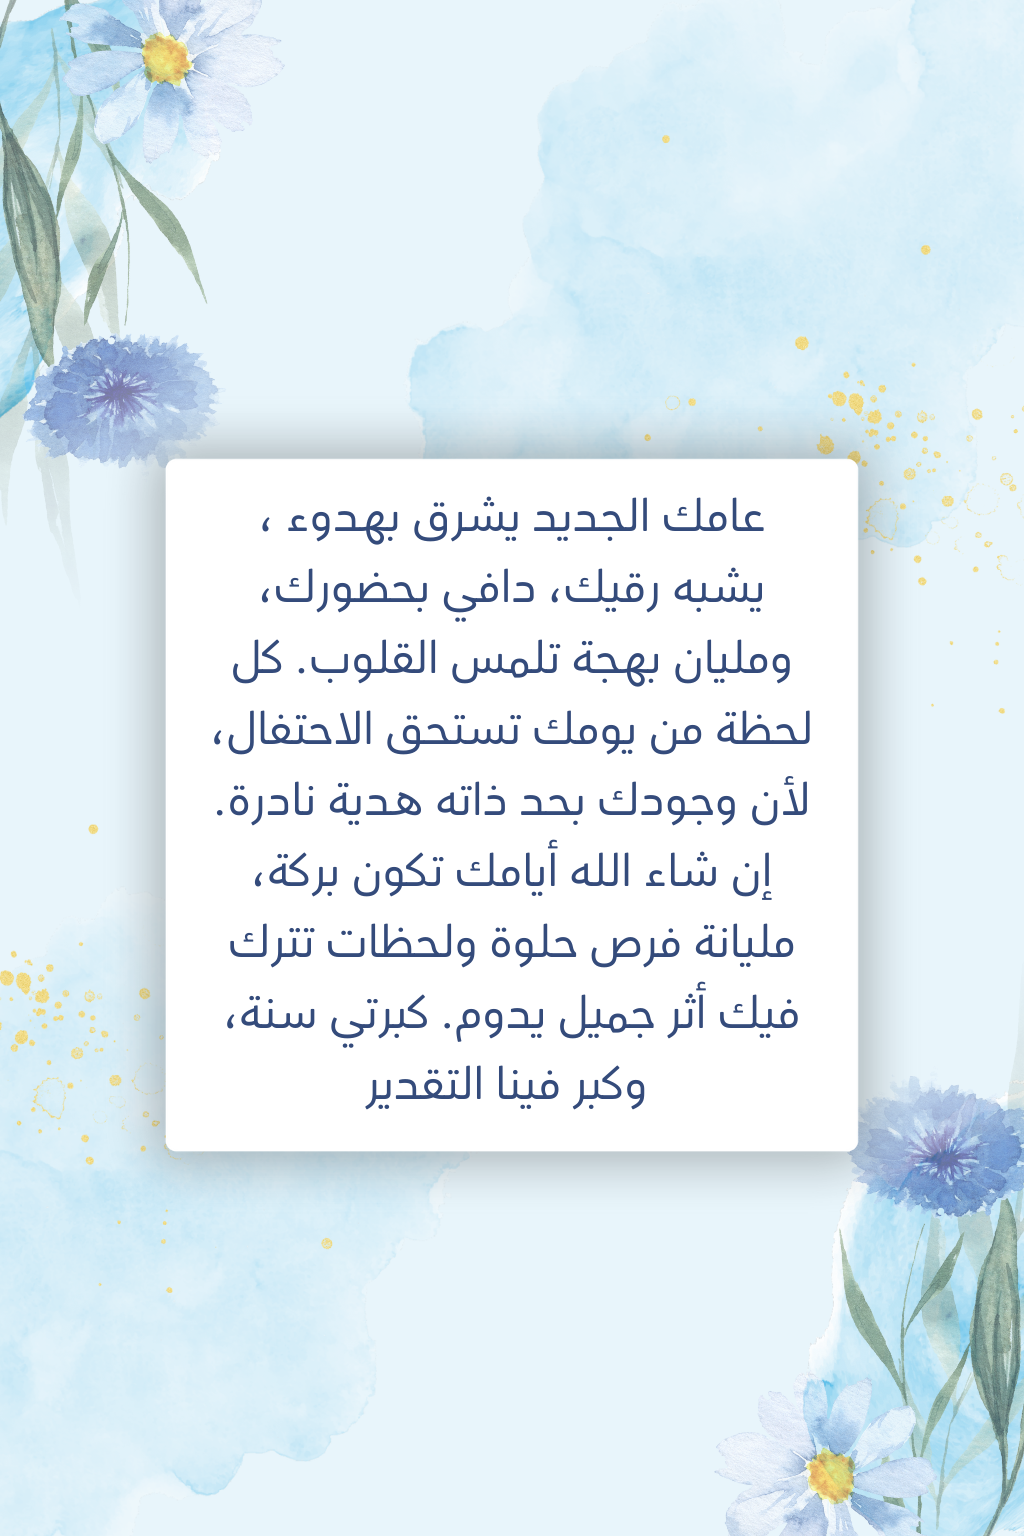 عامك الجديد يشرق بهدوء ،
يشبه رقيك، دافي بحضورك،
ومليان بهجة تلمس القلوب. كل
لحظة من يومك تستحق الاحتفال،
لأن وجودك بحد ذاته هدية نادرة.
إن شاء الله أيامك تكون بركة،
مليانة فرص حلوة ولحظات تترك
فيك أثر جميل يدوم. كبرتي سنة،
وكبر فينا التقدير